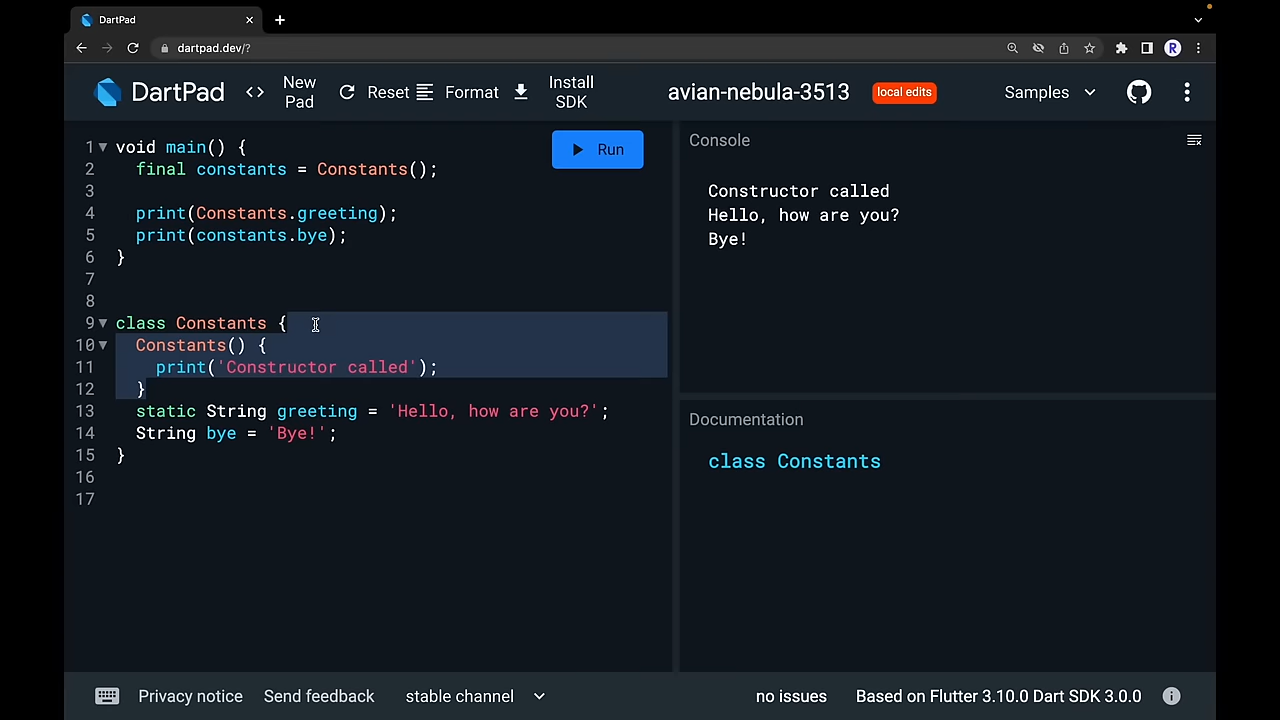 DartPad
dartpad.dev/?
R
DartPad
<>
New Pad
Reset
Format
Install SDK
avian-nebula-3513
local edits
Samples
Run
1 void main() {
2 final constants = Constants();
3
4 print(Constants.greeting);
5 print(constants.bye);
6 }
7
8
9 class Constants {
10 Constants() {
11 print('Constructor called');
12 }
13 static String greeting = 'Hello, how are you?';
14 String bye = 'Bye!';
15 }
16
17
Console
Constructor called
Hello, how are you?
Bye!
Documentation
class Constants
Privacy notice
Send feedback
stable channel
no issues
Based on Flutter 3.10.0 Dart SDK 3.0.0